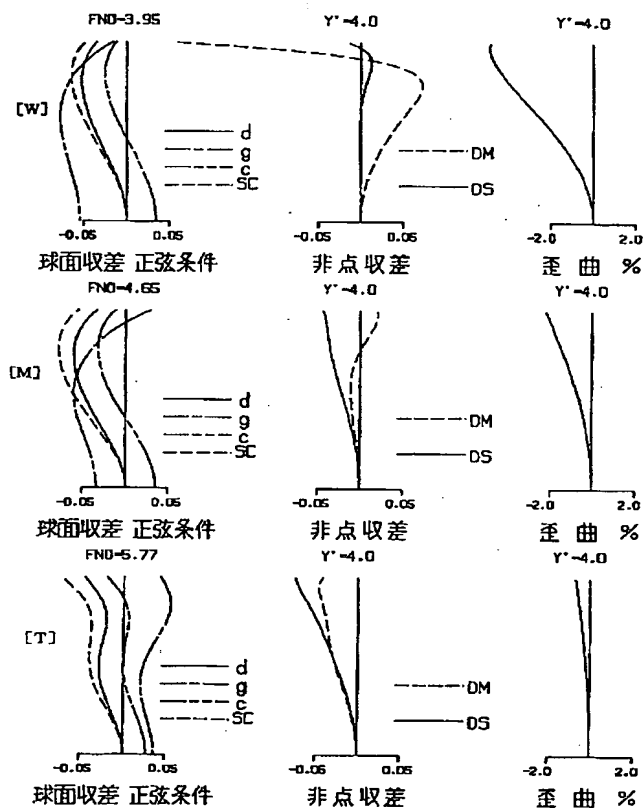 FNO=3.95 Y'=4.0 Y'=4.0
[W]
d
g
c
SC
DM
DS
-0.05 0.05 -0.05 0.05 -2.0 2.0
球面収差 正弦条件 非点収差 歪曲 %
FNO=4.65 Y'=4.0 Y'=4.0
[M]
d
g
c
SC
DM
DS
-0.05 0.05 -0.05 0.05 -2.0 2.0
球面収差 正弦条件 非点収差 歪曲 %
FNO=5.77 Y'=4.0 Y'=4.0
[T]
d
g
c
SC
DM
DS
-0.05 0.05 -0.05 0.05 -2.0 2.0
球面収差 正弦条件 非点収差 歪曲 %